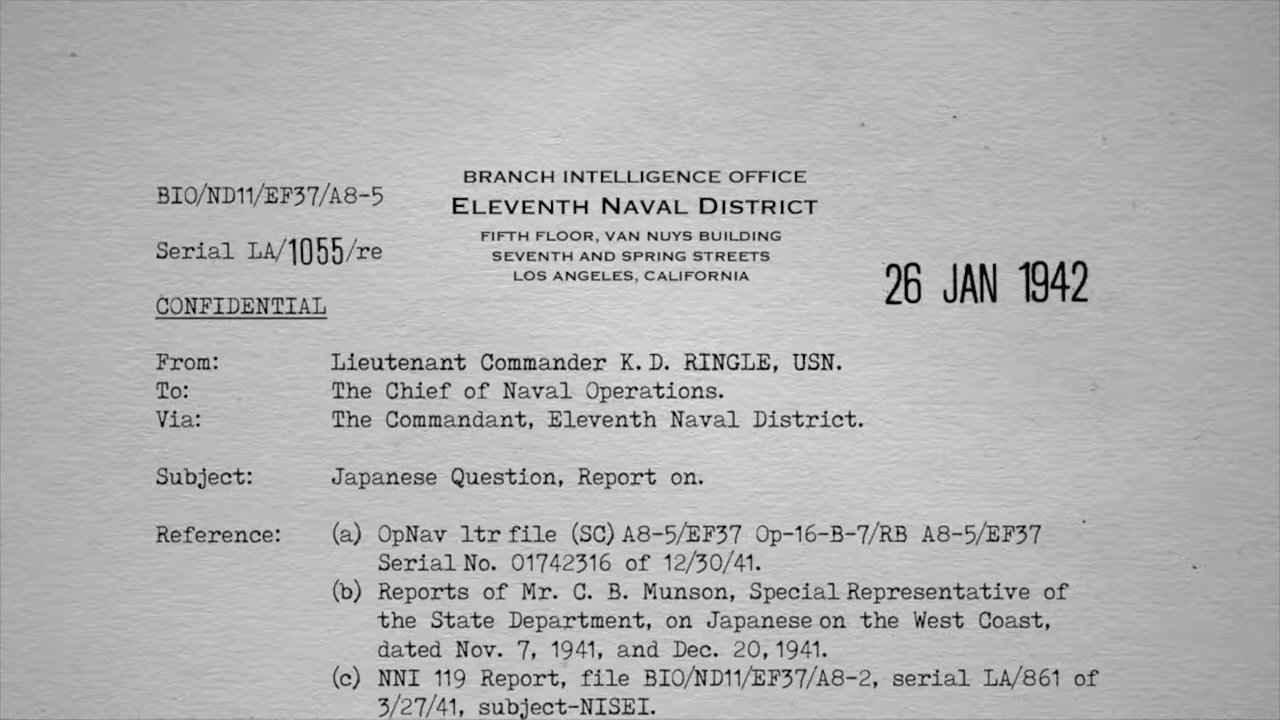 BIO/ND11/EF37/A8-5
Serial LA/1055/re
CONFIDENTIAL
BRANCH INTELLIGENCE OFFICE
ELEVENTH NAVAL DISTRICT
FIFTH FLOOR, VAN NUYS BUILDING
SEVENTH AND SPRING STREETS
LOS ANGELES, CALIFORNIA
26 JAN 1942
From: Lieutenant Commander K.D. RINGLE, USN.
To: The Chief of Naval Operations.
Via: The Commandant, Eleventh Naval District.
Subject: Japanese Question, Report on.
Reference: (a) OpNav ltr file (SC) A8-5/EF37 Op-16-B-7/RB A8-5/EF37
Serial No. 01742316 of 12/30/41.
(b) Reports of Mr. C. B. Munson, Special Representative of
the State Department, on Japanese on the West Coast,
dated Nov. 7, 1941, and Dec. 20, 1941.
(c) NNI 119 Report, file BIO/ND11/EF37/A8-2, serial LA/861 of
3/27/41, subject-NISEI.